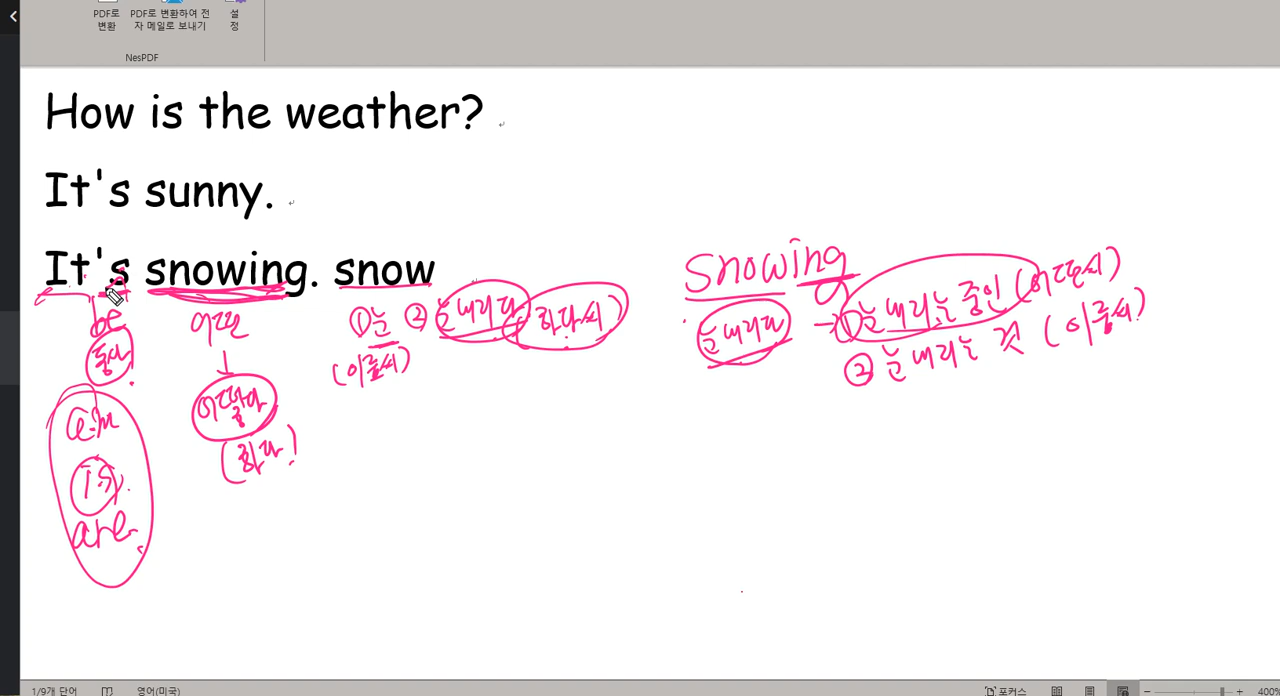 PDF로 변환 PDF로 변환하여 전자 메일로 보내기 설정
NesPDF
How is the weather?
It's sunny.
It's snowing. snow
snowing
be 어떤 ①눈 ② 눈내리다 (하다씨)
눈내리다 → ①눈내리는 중인 (어떤씨)
동사 (이름씨)
②눈내리는 것 (이름씨)
am 어떻다
is (하다)
are
1/9개 단어 영어(미국) 포커스 400%